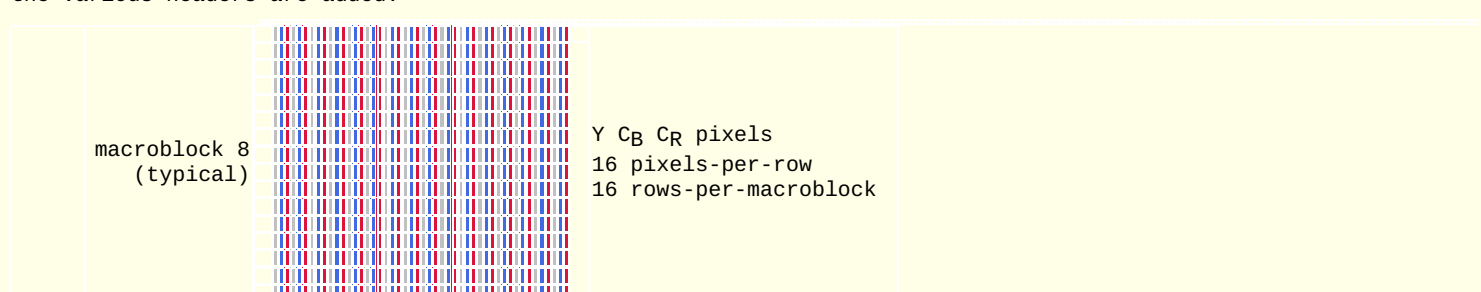 the various headers are added:
macroblock 8
(typical)
Y CB CR pixels
16 pixels-per-row
16 rows-per-macroblock